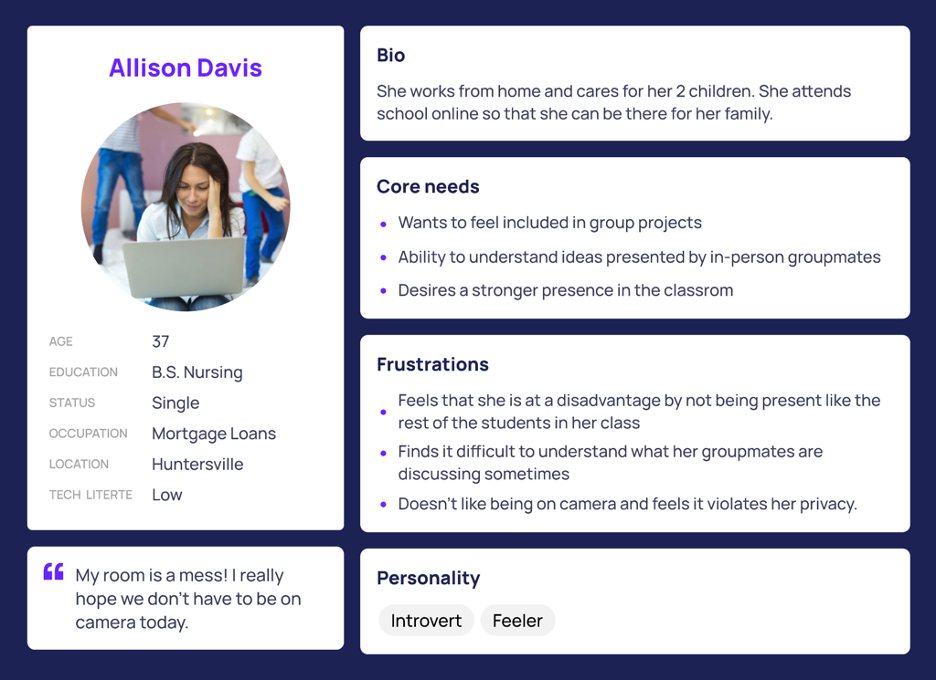 Allison Davis
AGE 37
EDUCATION B.S. Nursing
STATUS Single
OCCUPATION Mortgage Loans
LOCATION Huntersville
TECH LITERTE Low
“ My room is a mess! I really
hope we don't have to be on
camera today.
Bio
She works from home and cares for her 2 children. She attends
school online so that she can be there for her family.
Core needs
• Wants to feel included in group projects
• Ability to understand ideas presented by in-person groupmates
• Desires a stronger presence in the classrom
Frustrations
• Feels that she is at a disadvantage by not being present like the
rest of the students in her class
• Finds it difficult to understand what her groupmates are
discussing sometimes
• Doesn't like being on camera and feels it violates her privacy.
Personality
Introvert Feeler